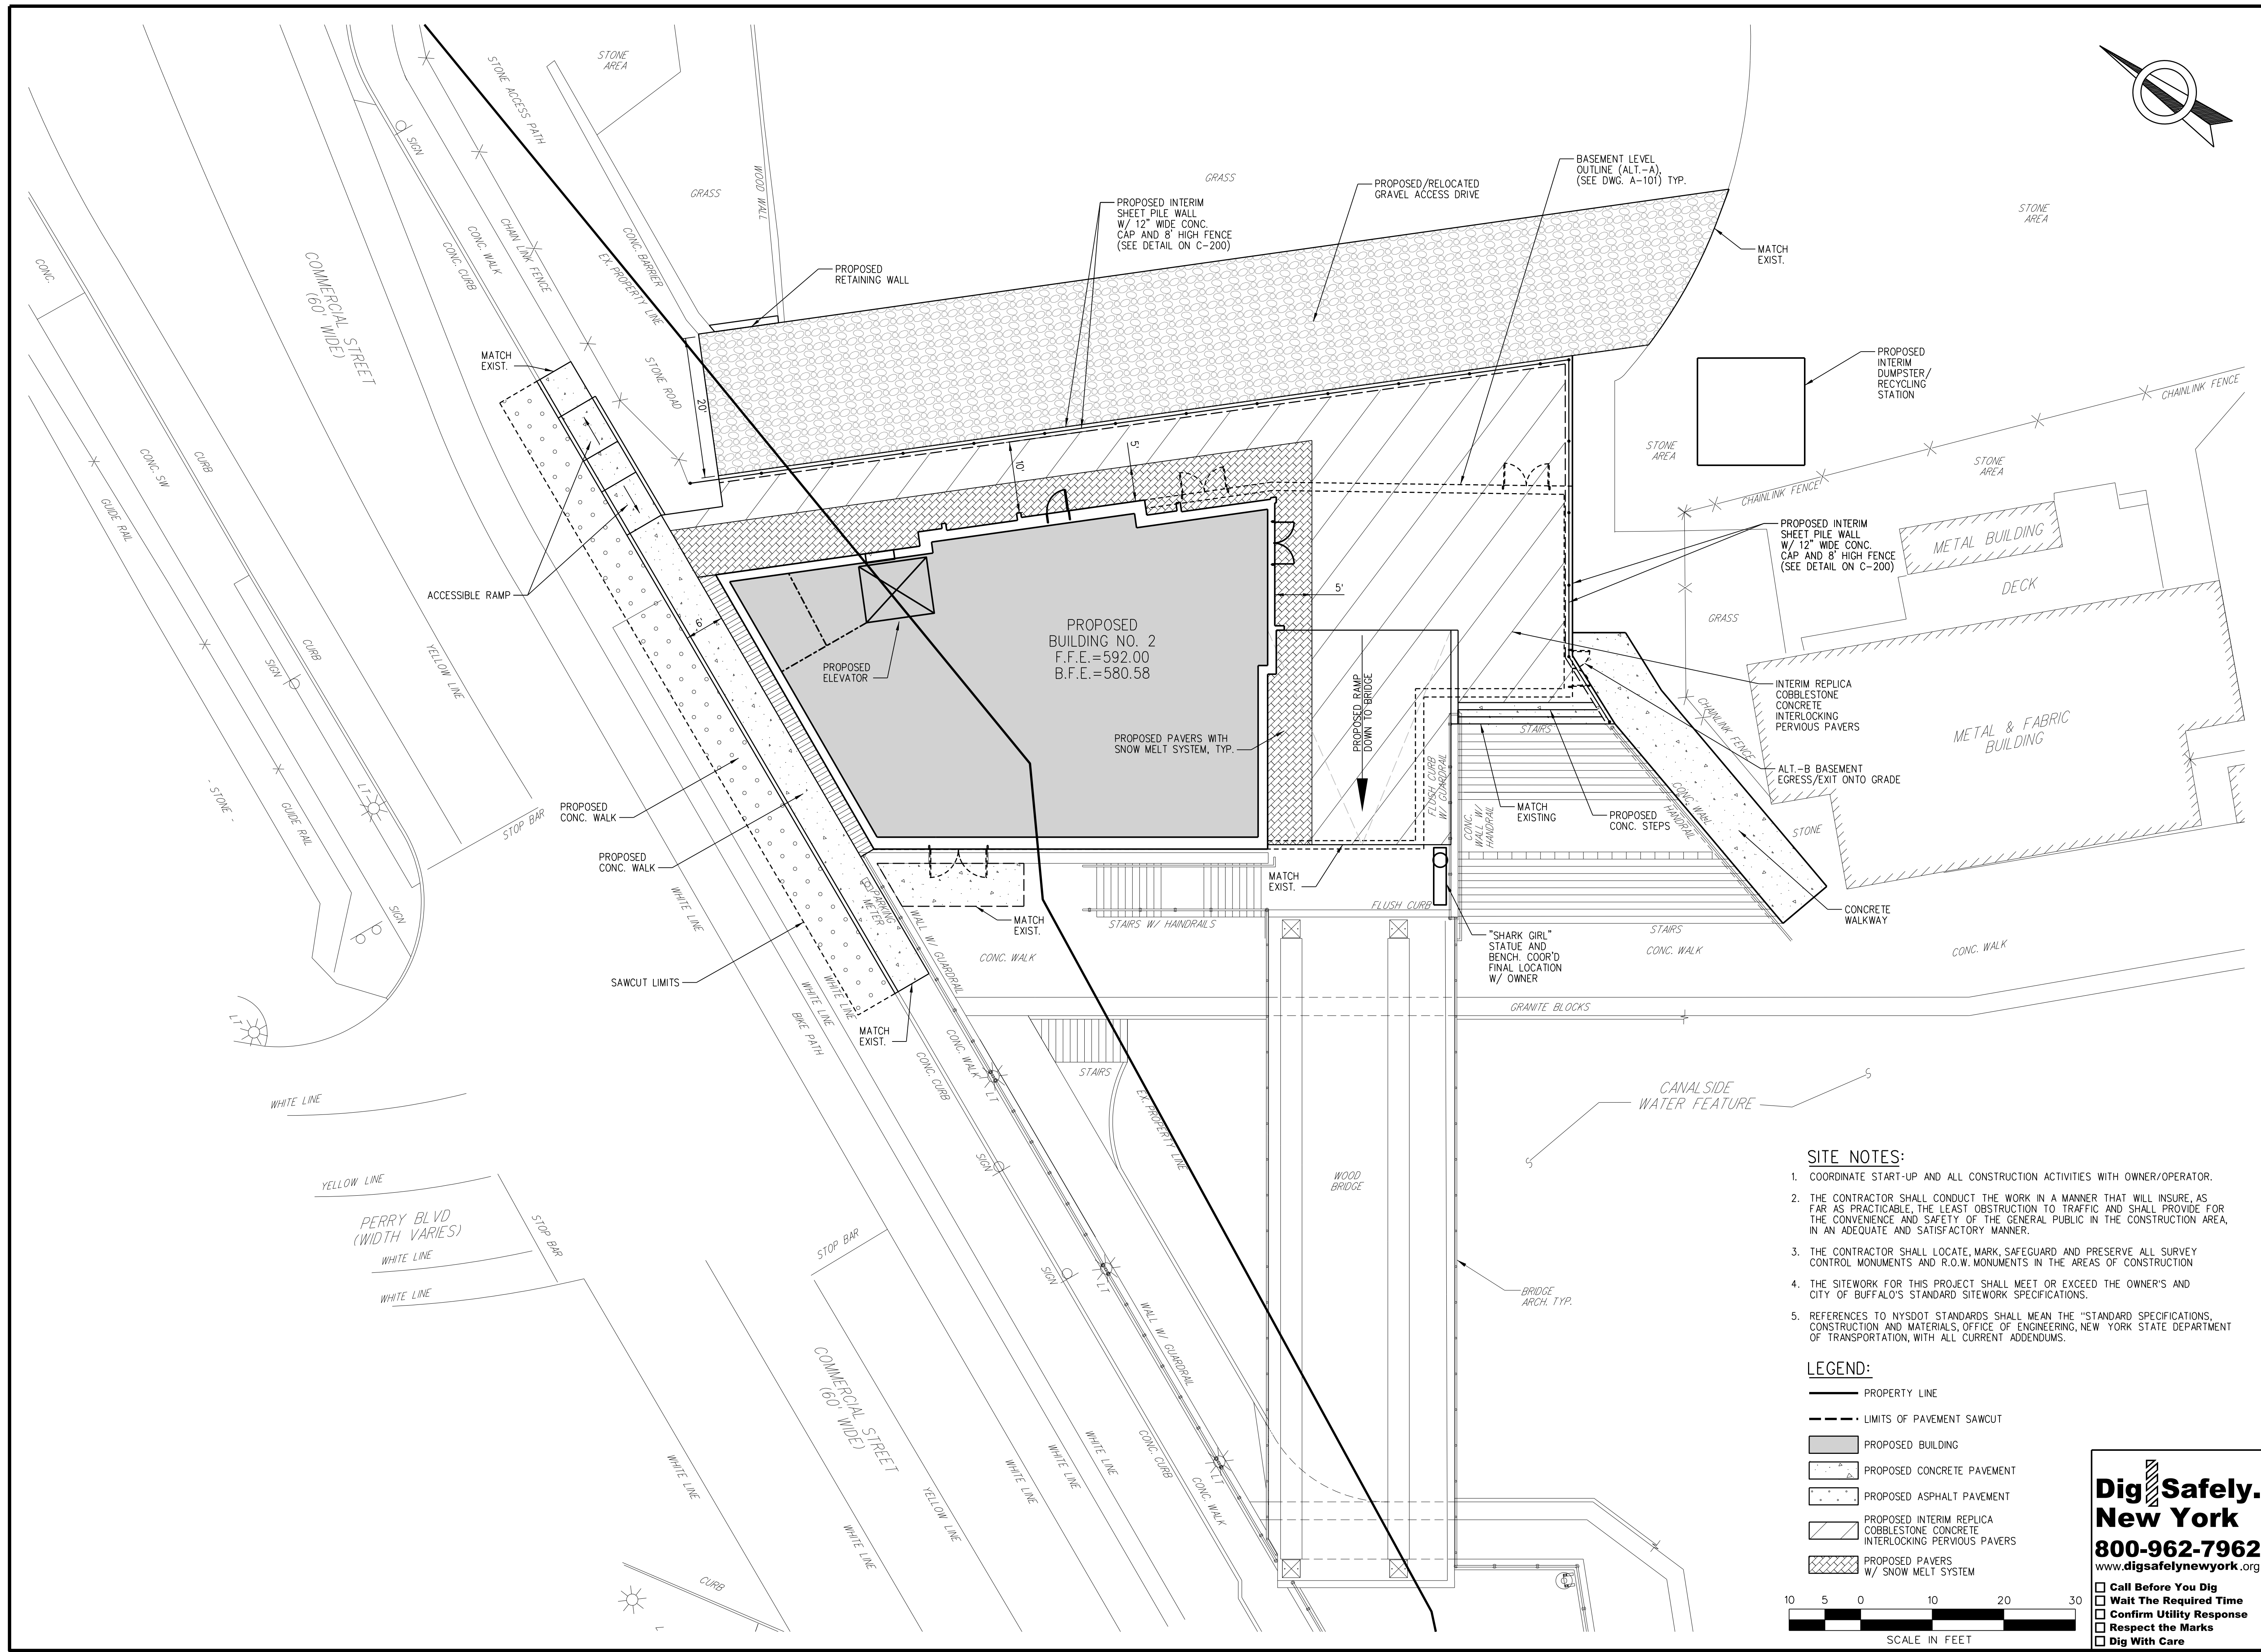 STONE
AREA
STONE ACCESS PATH
SIGN
GRASS
WOOD WALL
GRASS
PROPOSED/RELOCATED
GRAVEL ACCESS DRIVE
BASEMENT LEVEL
OUTLINE (ALT.-A),
(SEE DWG. A-101) TYP.
STONE
AREA
CONC.
COMMERCIAL STREET
(60' WIDE)
CONC. CURB
CONC. WALK
CHAIN LINK FENCE
CONC. BARRIER
EX. PROPERTY LINE
PROPOSED INTERIM
SHEET PILE WALL
W/ 12" WIDE CONC.
CAP AND 8' HIGH FENCE
(SEE DETAIL ON C-200)
MATCH
EXIST.
PROPOSED
RETAINING WALL
MATCH
EXIST.
STONE ROAD
20'
PROPOSED
INTERIM
DUMPSTER/
RECYCLING
STATION
CHAINLINK FENCE
CONC. SW
CURB
GUIDE RAIL
10'
5'
STONE
AREA
STONE
AREA
CHAINLINK FENCE
PROPOSED INTERIM
SHEET PILE WALL
W/ 12" WIDE CONC.
CAP AND 8' HIGH FENCE
(SEE DETAIL ON C-200)
METAL BUILDING
DECK
ACCESSIBLE RAMP
6'
5'
GRASS
PROPOSED
BUILDING NO. 2
F.F.E.=592.00
B.F.E.=580.58
PROPOSED
ELEVATOR
CURB
SIGN
YELLOW LINE
PROPOSED RAMP
DOWN TO BRIDGE
INTERIM REPLICA
COBBLESTONE
CONCRETE
INTERLOCKING
PERVIOUS PAVERS
CHAINLINK FENCE
METAL & FABRIC
BUILDING
PROPOSED PAVERS WITH
SNOW MELT SYSTEM, TYP.
STAIRS
ALT.-B BASEMENT
EGRESS/EXIT ONTO GRADE
FLUSH CURB
W/ GUARDRAIL
CONC.
WALL W/
HANDRAIL
MATCH
EXISTING
PROPOSED
CONC. STEPS
CONC. WALL
HANDRAIL
STONE
- STONE -
GUIDE RAIL
LT
STOP BAR
PROPOSED
CONC. WALK
PROPOSED
CONC. WALK
WHITE LINE
PARKING
METER
MATCH
EXIST.
MATCH
EXIST.
STAIRS W/ HAINDRAILS
FLUSH CURB
CONCRETE
WALKWAY
SIGN
WALL W/ GUARDRAIL
CONC. WALK
"SHARK GIRL"
STATUE AND
BENCH. COOR'D
FINAL LOCATION
W/ OWNER
STAIRS
CONC. WALK
CONC. WALK
SAWCUT LIMITS
WHITE LINE
WHITE LINE
BIKE PATH
MATCH
EXIST.
GRANITE BLOCKS
LT
CONC. CURB
CONC. WALK
LT
STAIRS
EX. PROPERTY LINE
CANALSIDE
WATER FEATURE
WHITE LINE
SIGN
WOOD
BRIDGE
YELLOW LINE
PERRY BLVD
(WIDTH VARIES)
WHITE LINE
WHITE LINE
STOP BAR
STOP BAR
SIGN
LT
BRIDGE
ARCH. TYP.
WALL W/ GUARDRAIL
COMMERCIAL STREET
(60' WIDE)
WHITE LINE
YELLOW LINE
WHITE LINE
WHITE LINE
WHITE LINE
WHITE LINE
CONC. CURB
CONC. WALK
LT
CURB
L
SITE NOTES:
1. COORDINATE START-UP AND ALL CONSTRUCTION ACTIVITIES WITH OWNER/OPERATOR.
2. THE CONTRACTOR SHALL CONDUCT THE WORK IN A MANNER THAT WILL INSURE, AS
FAR AS PRACTICABLE, THE LEAST OBSTRUCTION TO TRAFFIC AND SHALL PROVIDE FOR
THE CONVENIENCE AND SAFETY OF THE GENERAL PUBLIC IN THE CONSTRUCTION AREA,
IN AN ADEQUATE AND SATISFACTORY MANNER.
3. THE CONTRACTOR SHALL LOCATE, MARK, SAFEGUARD AND PRESERVE ALL SURVEY
CONTROL MONUMENTS AND R.O.W. MONUMENTS IN THE AREAS OF CONSTRUCTION
4. THE SITEWORK FOR THIS PROJECT SHALL MEET OR EXCEED THE OWNER'S AND
CITY OF BUFFALO'S STANDARD SITEWORK SPECIFICATIONS.
5. REFERENCES TO NYSDOT STANDARDS SHALL MEAN THE "STANDARD SPECIFICATIONS,
CONSTRUCTION AND MATERIALS, OFFICE OF ENGINEERING, NEW YORK STATE DEPARTMENT
OF TRANSPORTATION, WITH ALL CURRENT ADDENDUMS.
LEGEND:
PROPERTY LINE
LIMITS OF PAVEMENT SAWCUT
PROPOSED BUILDING
PROPOSED CONCRETE PAVEMENT
PROPOSED ASPHALT PAVEMENT
PROPOSED INTERIM REPLICA
COBBLESTONE CONCRETE
INTERLOCKING PERVIOUS PAVERS
PROPOSED PAVERS
W/ SNOW MELT SYSTEM
10 5 0 10 20 30
SCALE IN FEET
Dig Safely.
New York
800-962-7962
www.digsafelynewyork.org
Call Before You Dig
Wait The Required Time
Confirm Utility Response
Respect the Marks
Dig With Care